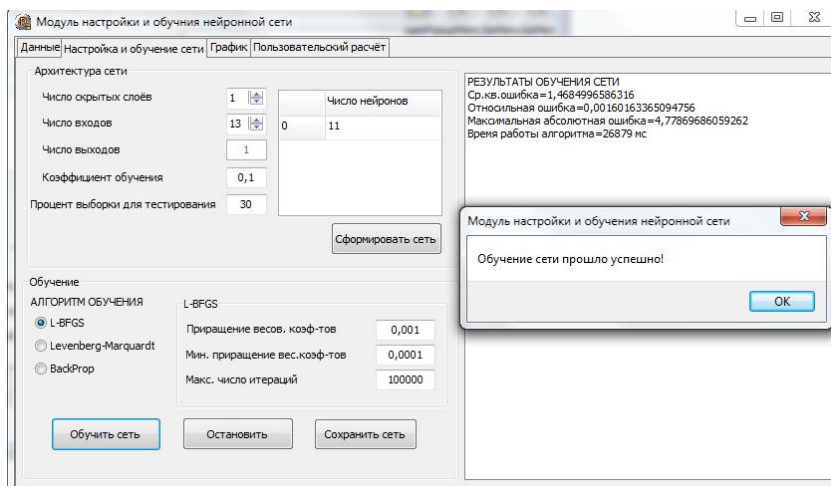 Модуль настройки и обучния нейронной сети
Данные Настройка и обучение сети График Пользовательский расчёт
Архитектура сети
Число скрытых слоёв 1
Число входов 13
Число выходов 1
Коэффициент обучения 0,1
Процент выборки для тестирования 30
Число нейронов
0 11
Сформировать сеть
РЕЗУЛЬТАТЫ ОБУЧЕНИЯ СЕТИ
Ср.кв.ошибка=1,4684996586316
Относильная ошибка=0,00160163365094756
Максимальная абсолютная ошибка=4,77869686059262
Время работы алгоритма=26879 мс
Модуль настройки и обучения нейронной сети
Обучение сети прошло успешно!
OK
Обучение
АЛГОРИТМ ОБУЧЕНИЯ
L-BFGS
Levenberg-Marquardt
BackProp
L-BFGS
Приращение весов. коэф-тов 0,001
Мин. приращение вес.коэф-тов 0,0001
Макс. число итераций 100000
Обучить сеть
Остановить
Сохранить сеть